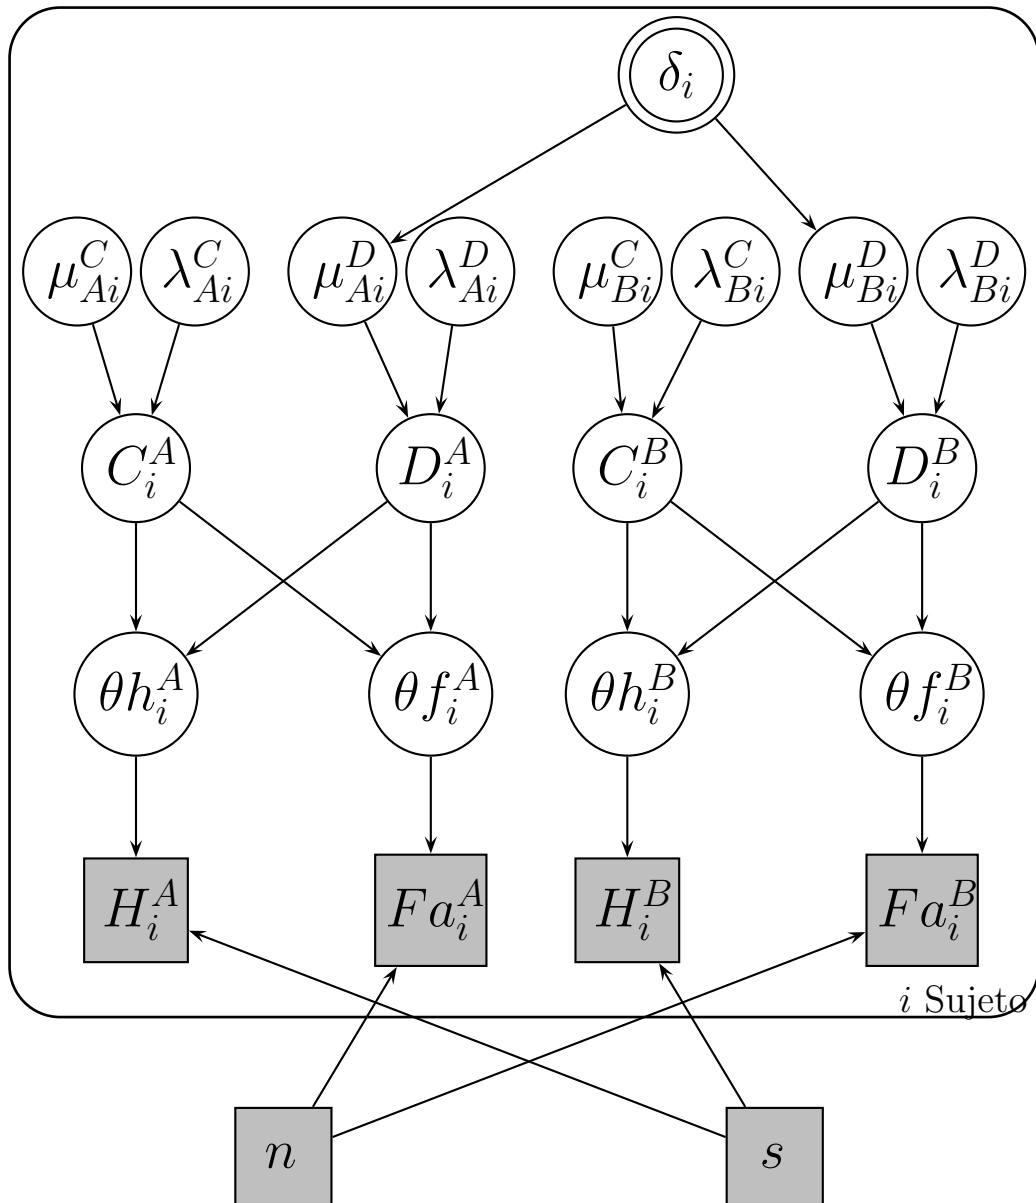 δ_i
μ^C_{Ai} λ^C_{Ai} μ^D_{Ai} λ^D_{Ai} μ^C_{Bi} λ^C_{Bi} μ^D_{Bi} λ^D_{Bi}
C^A_i D^A_i C^B_i D^B_i
θh^A_i θf^A_i θh^B_i θf^B_i
H^A_i Fa^A_i H^B_i Fa^B_i
i Sujeto
n s